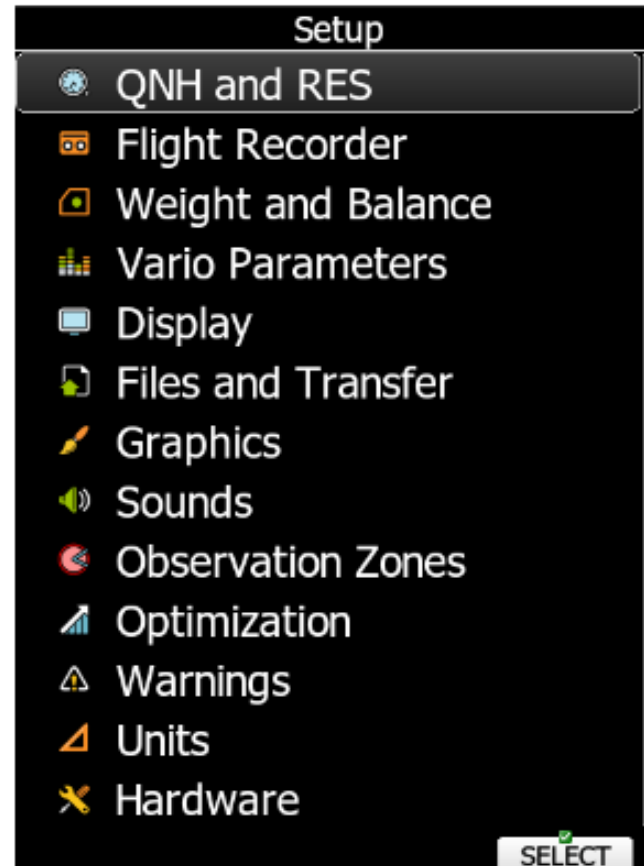 Setup
QNH and RES
Flight Recorder
Weight and Balance
Vario Parameters
Display
Files and Transfer
Graphics
Sounds
Observation Zones
Optimization
Warnings
Units
Hardware
SELECT